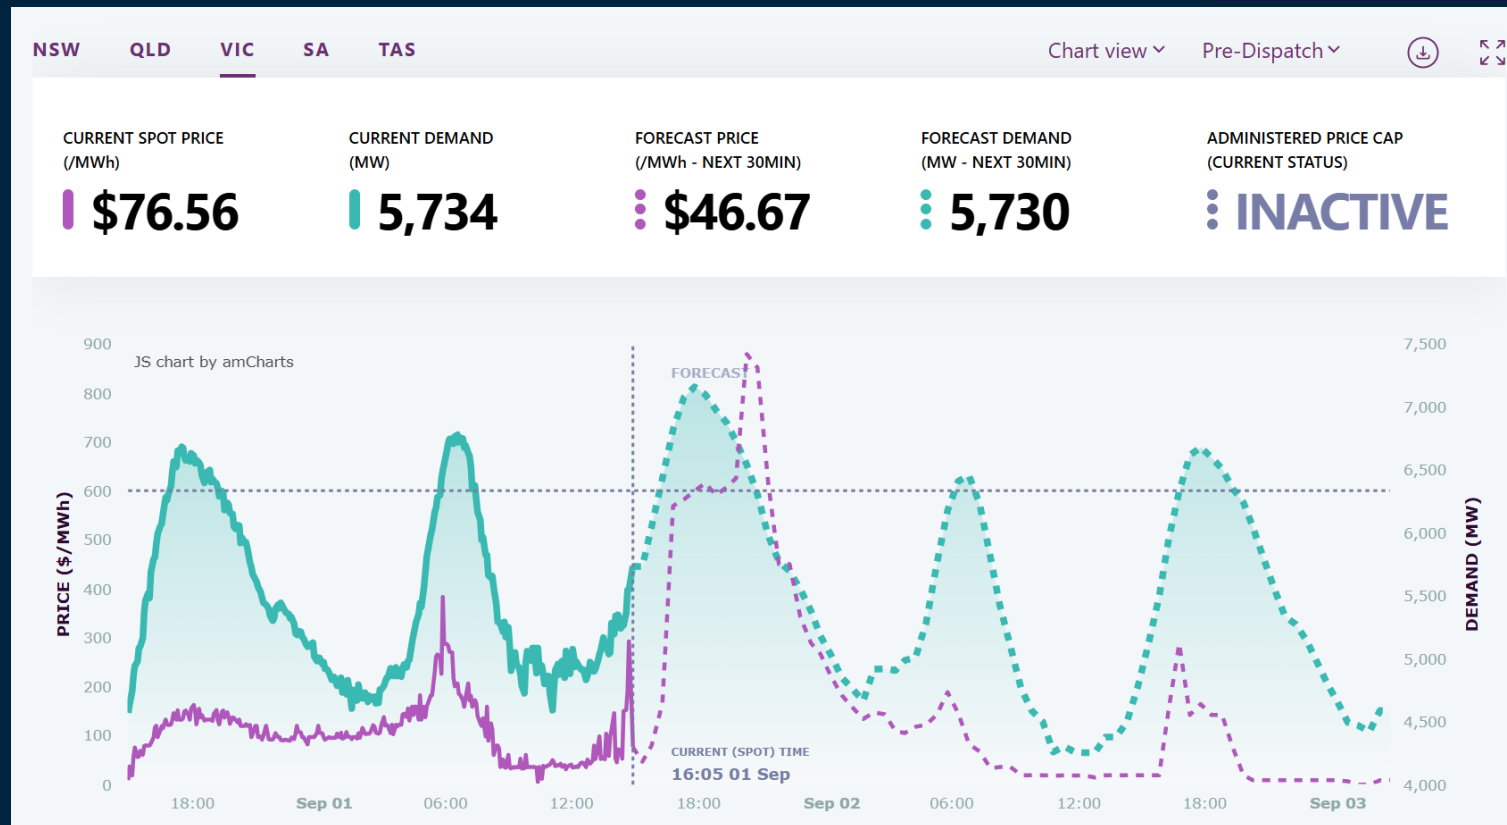 NSW QLD VIC SA TAS Chart view Pre-Dispatch
CURRENT SPOT PRICE CURRENT DEMAND FORECAST PRICE FORECAST DEMAND ADMINISTERED PRICE CAP
(/MWh) (MW) (/MWh - NEXT 30MIN) (MW - NEXT 30MIN) (CURRENT STATUS)
$76.56 5,734 $46.67 5,730 INACTIVE
900 7,500
JS chart by amCharts
FORECAST
800 7,000
700
6,500
600
500 6,000
PRICE ($/MWh)
DEMAND (MW)
400 5,500
300
5,000
200
4,500
100
CURRENT (SPOT) TIME
16:05 01 Sep
0 4,000
18:00 Sep 01 06:00 12:00 18:00 Sep 02 06:00 12:00 18:00 Sep 03